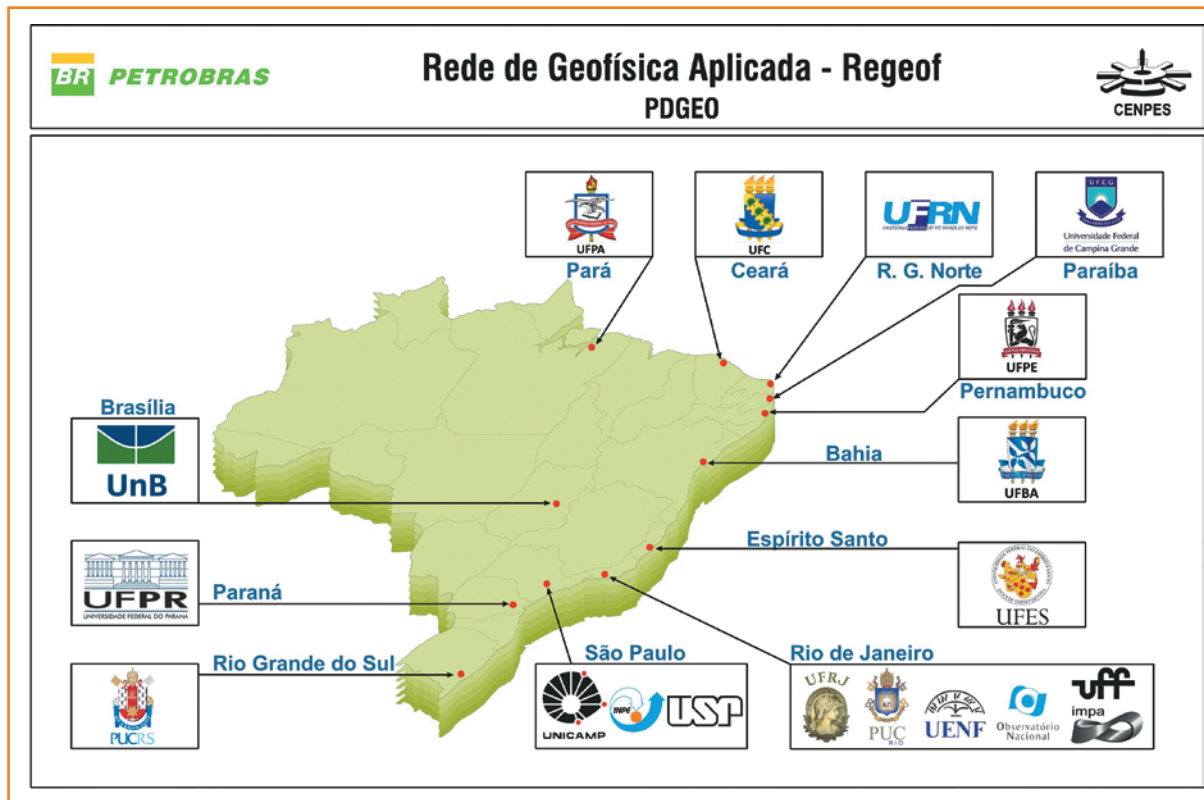 BR PETROBRAS
Rede de Geofísica Aplicada - Regeof
PDGEO
CENPES
UFPA
Pará
UFC
Ceará
UFRN
R. G. Norte
UFCG
Universidade Federal
de Campina Grande
Paraíba
UFPE
Pernambuco
Brasília
UnB
Bahia
UFBA
Espírito Santo
UFES
UFPR
UNIVERSIDADE FEDERAL DO PARANÁ
Paraná
Rio Grande do Sul
PUCRS
São Paulo
UNICAMP
INPE
USP
Rio de Janeiro
UFRJ
PUC
RIO
UENF
Observatório
Nacional
uff
impa